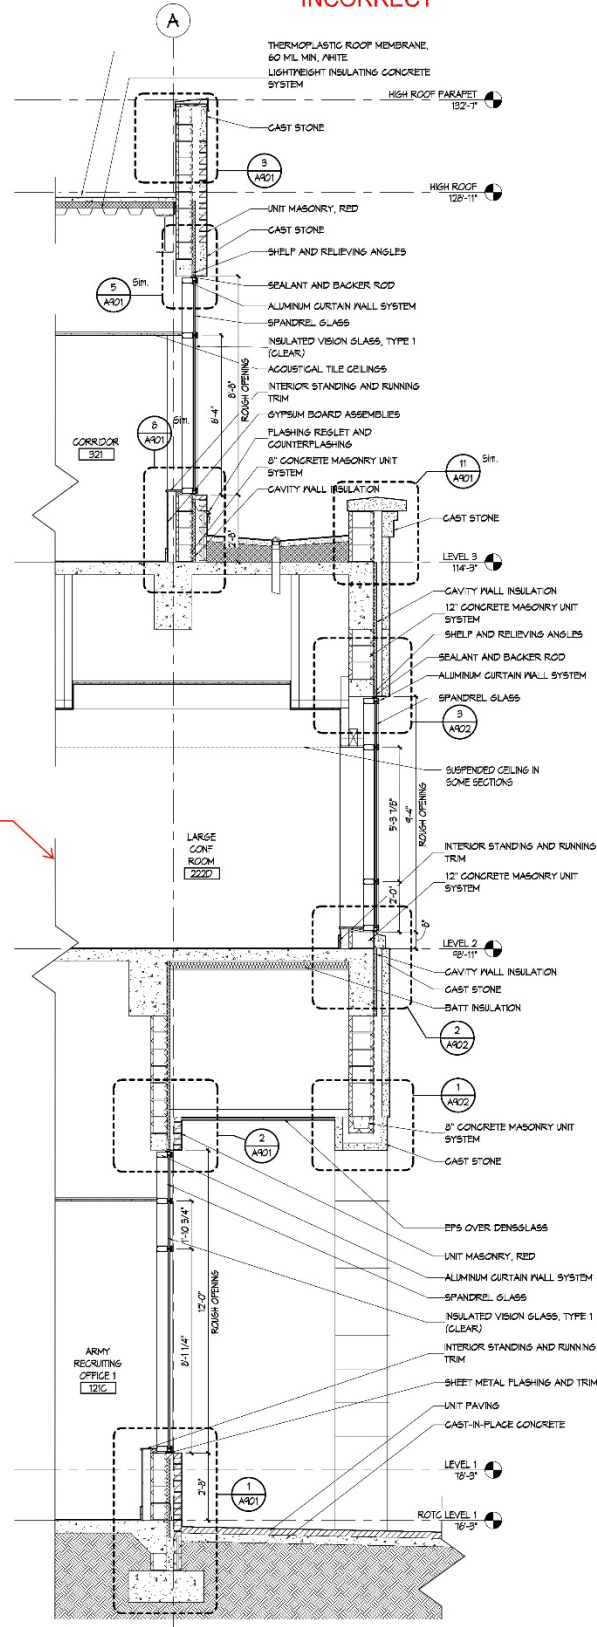 INCORRECT
A
THERMOPLASTIC ROOF MEMBRANE,
60 MIL MIN, WHITE
LIGHTWEIGHT INSULATING CONCRETE
SYSTEM
HIGH ROOF PARAPET
132'-7"
CAST STONE
3
A901
HIGH ROOF
128'-11"
UNIT MASONRY, RED
CAST STONE
SHELF AND RELIEVING ANGLES
5
A901
Sim.
SEALANT AND BACKER ROD
ALUMINUM CURTAIN WALL SYSTEM
SPANDREL GLASS
INSULATED VISION GLASS, TYPE 1
(CLEAR)
ACOUSTICAL TILE CEILINGS
INTERIOR STANDING AND RUNNING
TRIM
GYPSUM BOARD ASSEMBLIES
FLASHING REGLET AND
COUNTERFLASHING
8" CONCRETE MASONRY UNIT
SYSTEM
CAVITY WALL INSULATION
6'-4"
8'-8"
ROUGH OPENING
2'-8"
8
A901
Sim.
CORRIDOR
321
11
A901
Sim.
CAST STONE
LEVEL 3
114'-3"
CAVITY WALL INSULATION
12" CONCRETE MASONRY UNIT
SYSTEM
SHELF AND RELIEVING ANGLES
SEALANT AND BACKER ROD
ALUMINUM CURTAIN WALL SYSTEM
SPANDREL GLASS
3
A902
SUSPENDED CEILING IN
SOME SECTIONS
5'-3 7/8"
9'-4"
ROUGH OPENING
2'-0"
8"
LARGE
CONF
ROOM
222D
INTERIOR STANDING AND RUNNING
TRIM
12" CONCRETE MASONRY UNIT
SYSTEM
LEVEL 2
98'-11"
CAVITY WALL INSULATION
CAST STONE
BATT INSULATION
2
A902
1
A902
8" CONCRETE MASONRY UNIT
SYSTEM
CAST STONE
2
A901
EFS OVER DENSGLASS
UNIT MASONRY, RED
ALUMINUM CURTAIN WALL SYSTEM
SPANDREL GLASS
INSULATED VISION GLASS, TYPE 1
(CLEAR)
1'-10 3/4"
12'-0"
ROUGH OPENING
8'-1 1/4"
2'-8"
ARMY
RECRUITING
OFFICE 1
121C
INTERIOR STANDING AND RUNNING
TRIM
SHEET METAL FLASHING AND TRIM
UNIT PAVING
CAST-IN-PLACE CONCRETE
1
A901
LEVEL 1
78'-3"
ROTC LEVEL 1
76'-3"